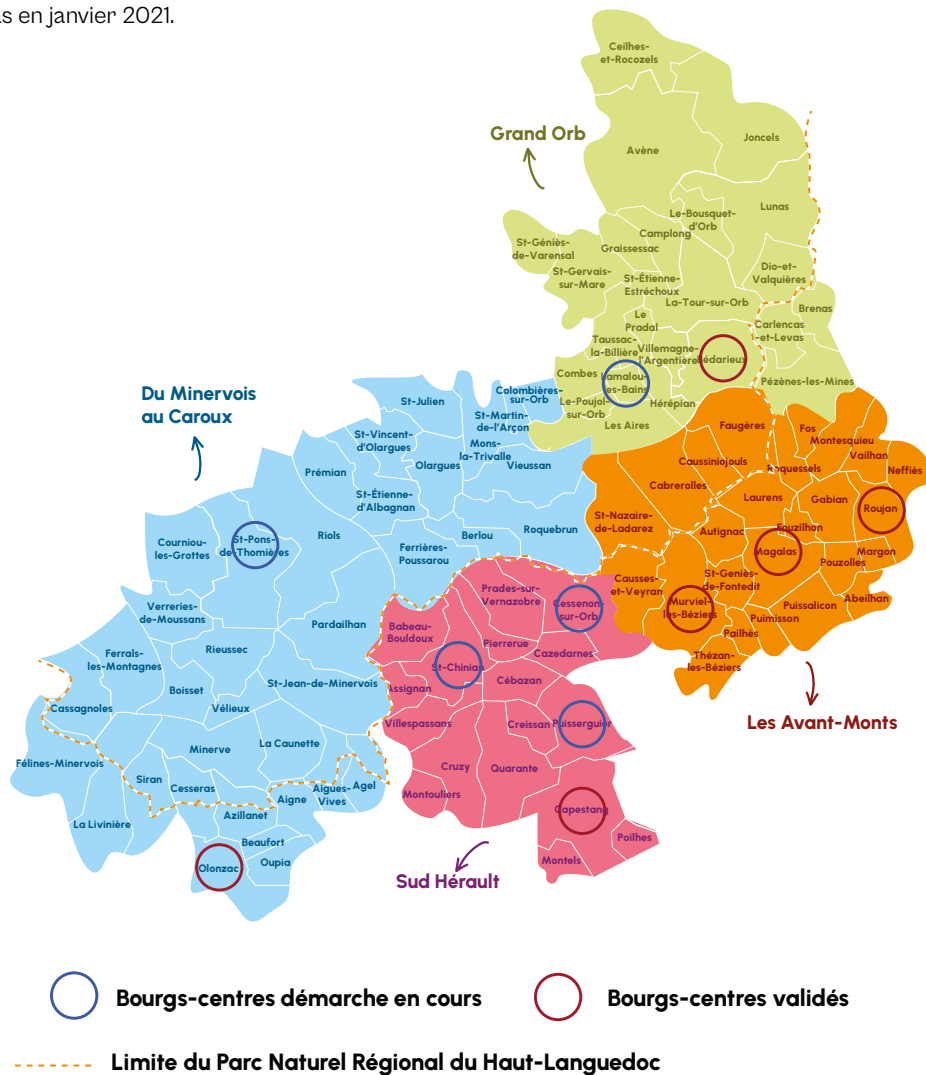 s en janvier 2021.
Ceilhes-
et-Rocozels
Grand Orb
Joncels
Avène
Lunas
Le-Bousquet-
d'Orb
Camplong
St-Géniès-
de-Varensal
Graissessac
St-Gervais-
sur-Mare
Dio-et-
Valquières
St-Étienne-
Estréchoux
La-Tour-sur-Orb
Brenas
Le
Pradal
Carlencas
-et-Levas
Taussac-
la-Billière
Villemagne-
l'Argentière
Bédarieux
Combes
Lamalou-
les-Bains
Pézènes-les-Mines
Le-Poujol-
sur-Orb
Hérépian
Les Aires
Du Minervois
au Caroux
St-Julien
Colombières-
sur-Orb
St-Martin-
de-l'Arçon
St-Vincent-
d'Olargues
Mons-
la-Trivalle
Olargues
Vieussan
Prémian
St-Étienne-
d'Albagnan
Faugères
Fos
Montesquieu
Vailhan
Neffiès
Caussiniojouls
Roquessels
Cabrerolles
Laurens
Gabian
Roujan
St-Nazaire-
de-Ladarez
Autignac
Fouzilhon
Magalas
Margon
Pouzolles
Roquebrun
Berlou
Ferrières-
Poussarou
Riols
St-Pons-
de-Thomières
Courniou-
les-Grottes
Causses-
et-Veyran
St-Geniès-
de-Fontedit
Abeilhan
Murviel-
lès-Béziers
Puissalicon
Puimisson
Pailhès
Thézan-
les-Béziers
Les Avant-Monts
Prades-sur-
Vernazobre
Cessenon-
sur-Orb
Verreries-
de-Moussans
Pardailhan
Babeau-
Bouldoux
Pierrerue
Cazedarnes
Ferrals-
les-Montagnes
Rieussec
St-Chinian
Boisset
St-Jean-de-Minervois
Assignan
Cébazan
Cassagnoles
Vélieux
Villespassans
Creissan
Puisserguier
Minerve
La Caunette
Félines-Minervois
Cruzy
Quarante
Siran
Cesseras
Aigues-
Vives
Agel
Aigne
Montouliers
La Livinière
Azillanet
Capestang
Beaufort
Poilhes
Olonzac
Oupia
Montels
Sud Hérault
Bourgs-centres démarche en cours
Bourgs-centres validés
Limite du Parc Naturel Régional du Haut-Languedoc